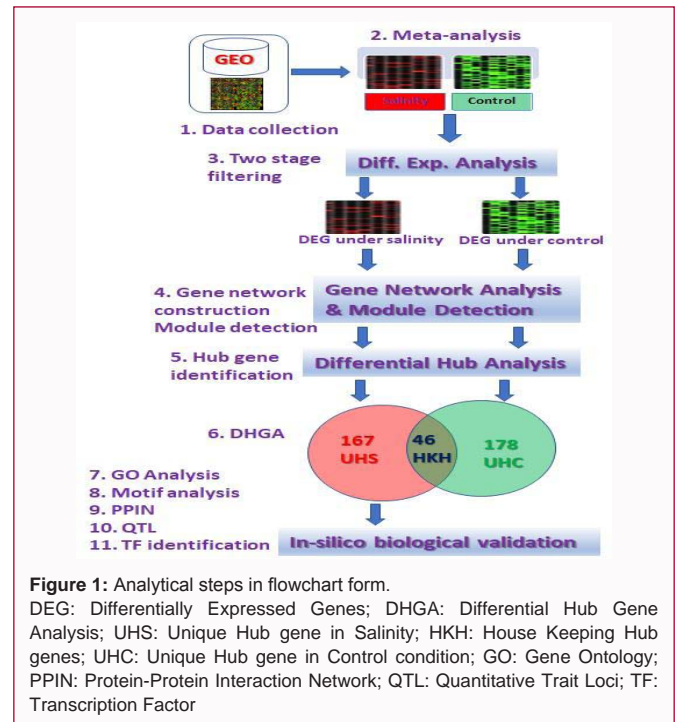 GEO
2. Meta-analysis
Salinity
Control
1. Data collection
3. Two stage
filtering
Diff. Exp. Analysis
DEG under salinity
DEG under control
4. Gene network
construction
Module detection
Gene Network Analysis
& Module Detection
5. Hub gene
identification
Differential Hub Analysis
6. DHGA
167
UHS
46
HKH
178
UHC
7. GO Analysis
8. Motif analysis
9. PPIN
10. QTL
11. TF identification
In-silico biological validation
Figure 1: Analytical steps in flowchart form.
DEG: Differentially Expressed Genes; DHGA: Differential Hub Gene
Analysis; UHS: Unique Hub gene in Salinity; HKH: House Keeping Hub
genes; UHC: Unique Hub gene in Control condition; GO: Gene Ontology;
PPIN: Protein-Protein Interaction Network; QTL: Quantitative Trait Loci; TF:
Transcription Factor